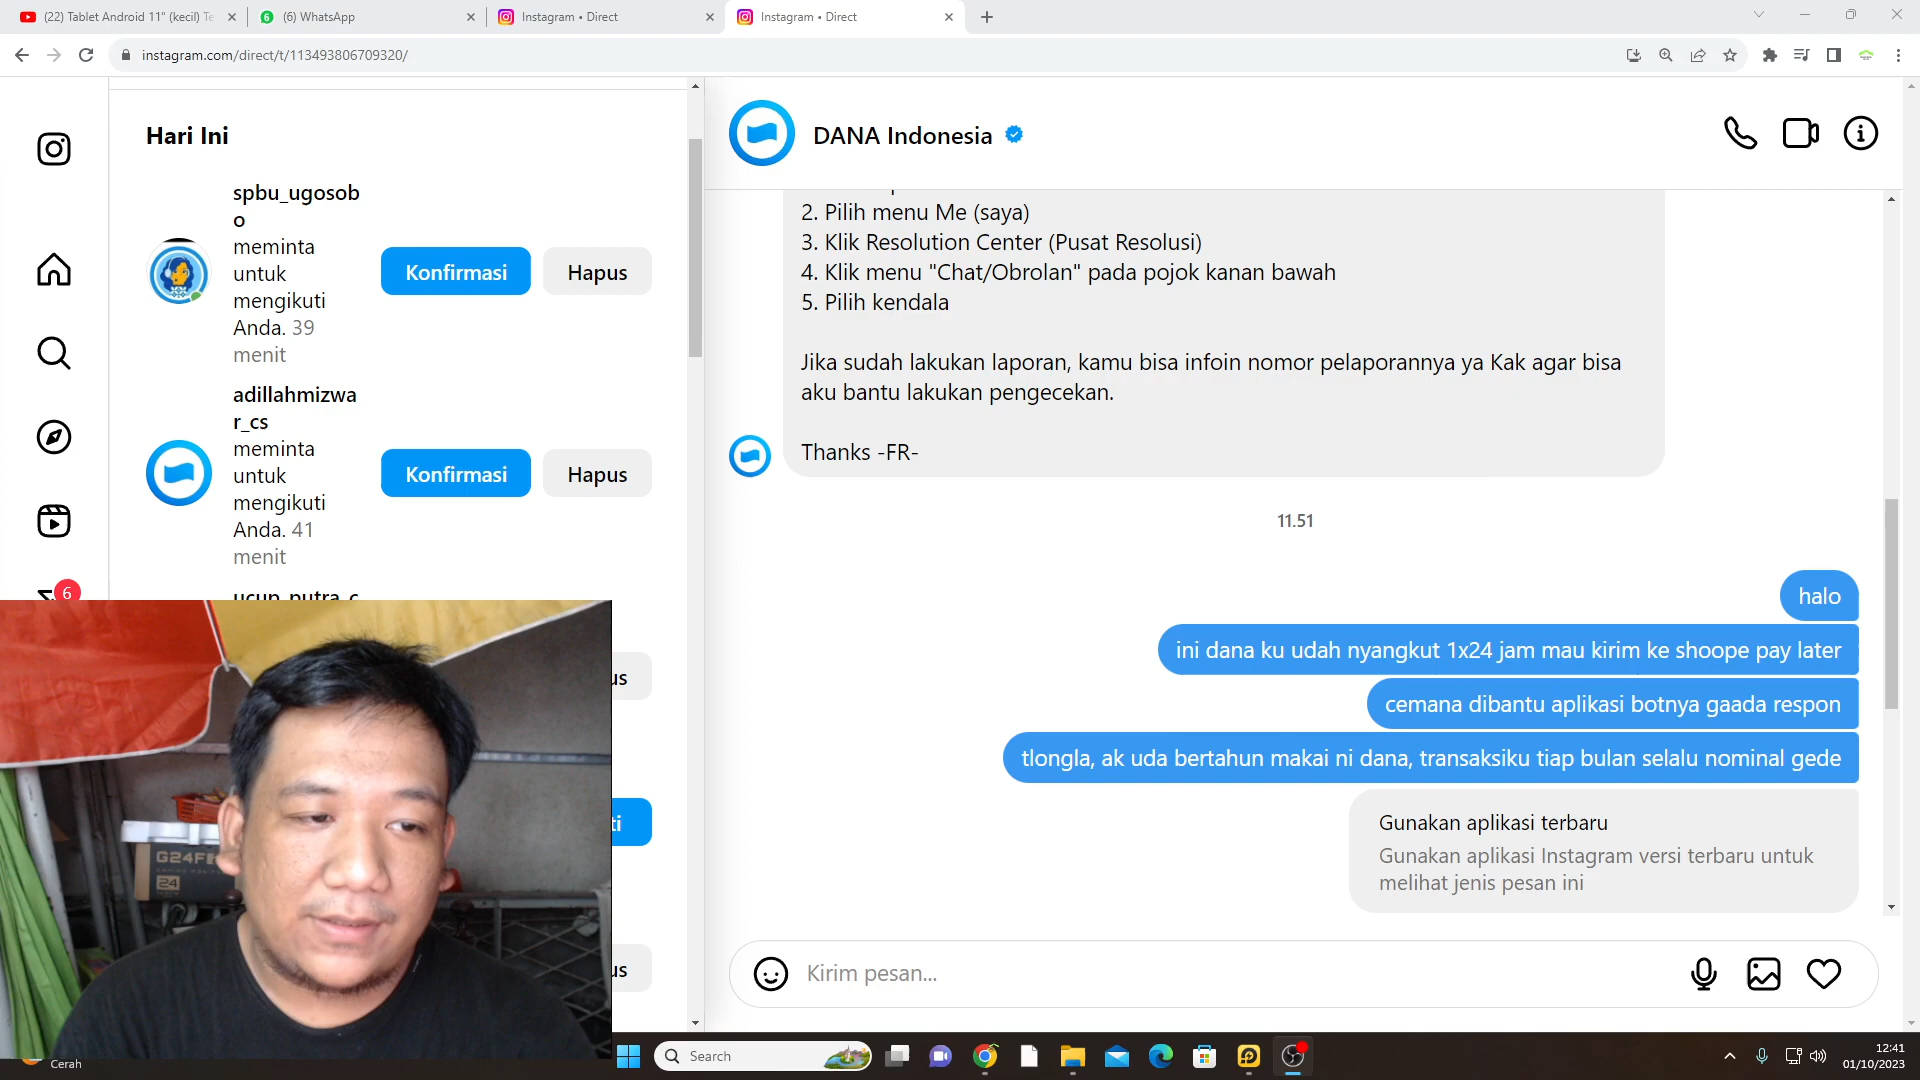 (22) Tablet Android 11" (kecil) Te
(6) WhatsApp
Instagram • Direct
Instagram • Direct
instagram.com/direct/t/113493806709320/
Hari Ini
spbu_ugosob
o
meminta
untuk
mengikuti
Anda. 39
menit
Konfirmasi
Hapus
adillahmizwa
r_cs
meminta
untuk
mengikuti
Anda. 41
menit
Konfirmasi
Hapus
6
us
ti
us
DANA Indonesia
2. Pilih menu Me (saya)
3. Klik Resolution Center (Pusat Resolusi)
4. Klik menu "Chat/Obrolan" pada pojok kanan bawah
5. Pilih kendala
Jika sudah lakukan laporan, kamu bisa infoin nomor pelaporannya ya Kak agar bisa
aku bantu lakukan pengecekan.
Thanks -FR-
11.51
halo
ini dana ku udah nyangkut 1x24 jam mau kirim ke shoope pay later
cemana dibantu aplikasi botnya gaada respon
tlongla, ak uda bertahun makai ni dana, transaksiku tiap bulan selalu nominal gede
Gunakan aplikasi terbaru
Gunakan aplikasi Instagram versi terbaru untuk
melihat jenis pesan ini
Kirim pesan...
G24F
24
Cerah
Search
12:41
01/10/2023